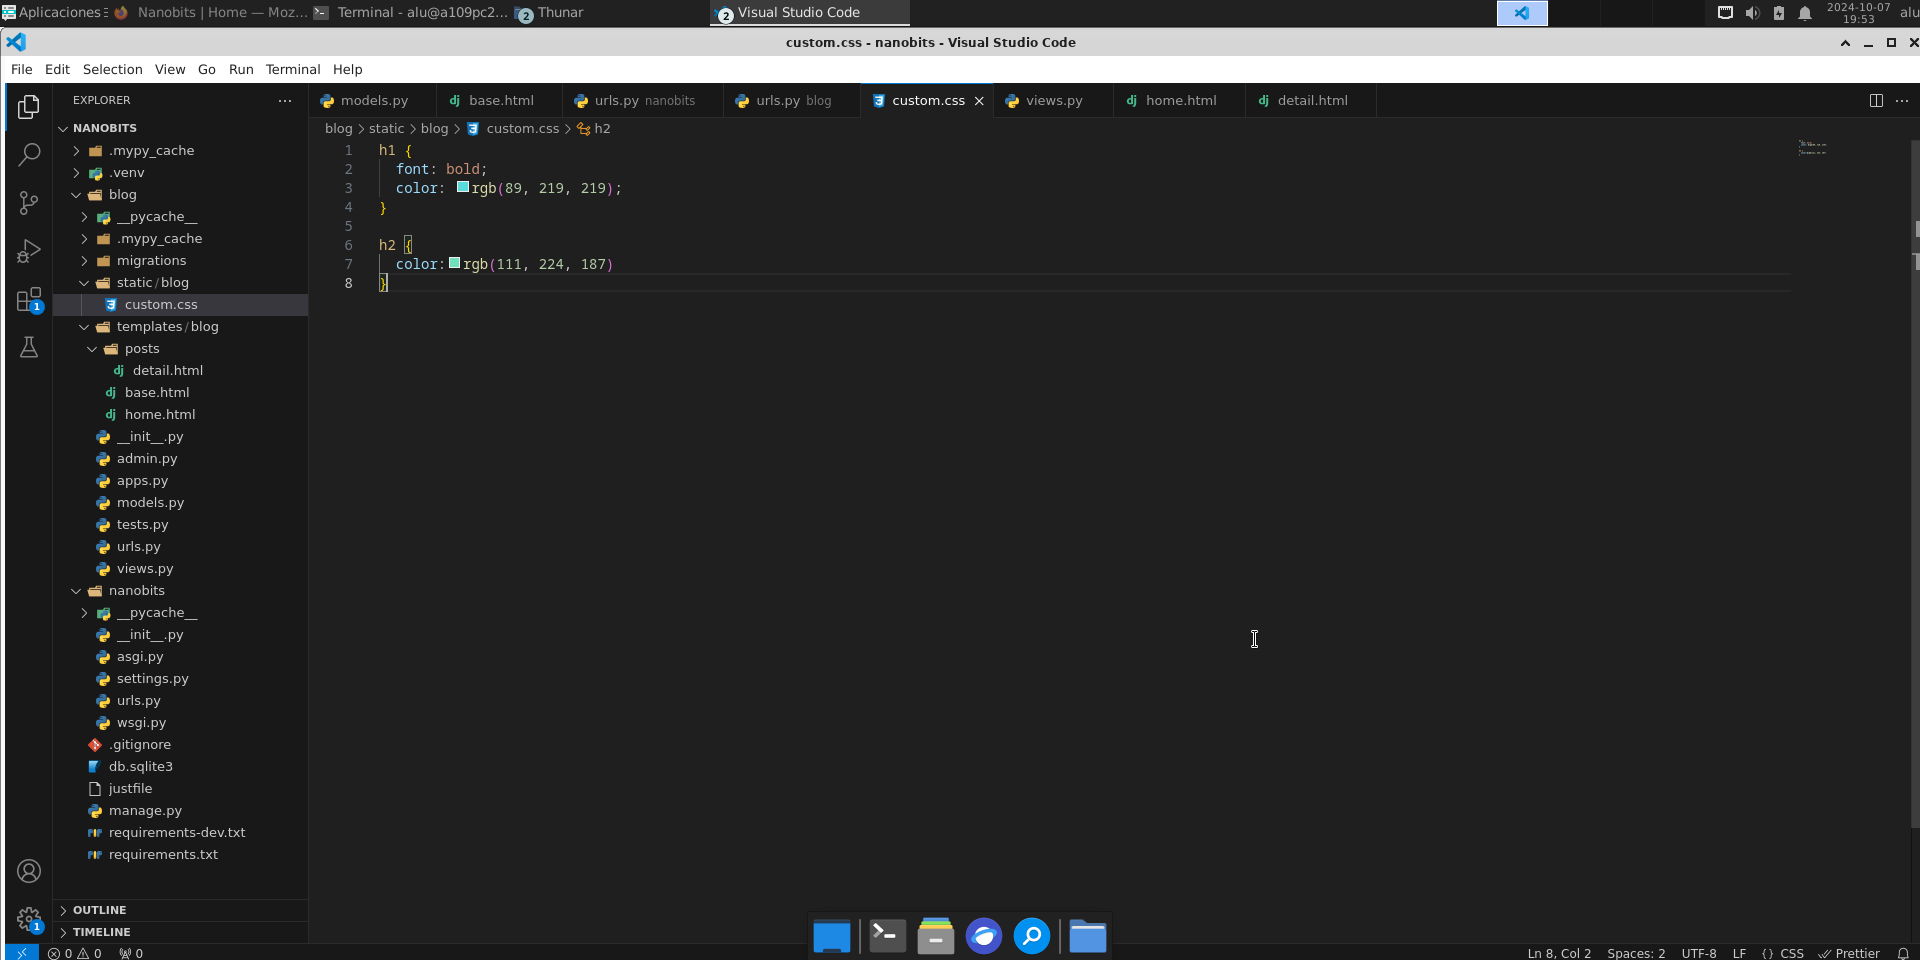 Aplicaciones
Nanobits | Home — Moz...
Terminal - alu@a109pc2...
2 Thunar
2 Visual Studio Code
2024-10-07
19:53
alu
custom.css - nanobits - Visual Studio Code
File Edit Selection View Go Run Terminal Help
EXPLORER
NANOBITS
.mypy_cache
.venv
blog
__pycache__
.mypy_cache
migrations
static/blog
custom.css
templates/blog
posts
detail.html
base.html
home.html
__init__.py
admin.py
apps.py
models.py
tests.py
urls.py
views.py
nanobits
__pycache__
__init__.py
asgi.py
settings.py
urls.py
wsgi.py
.gitignore
db.sqlite3
justfile
manage.py
requirements-dev.txt
requirements.txt
OUTLINE
TIMELINE
1
1
models.py
base.html
urls.py nanobits
urls.py blog
custom.css
views.py
home.html
detail.html
blog > static > blog > custom.css > h2
1 h1 {
2 font: bold;
3 color: rgb(89, 219, 219);
4 }
5
6 h2 {
7 color: rgb(111, 224, 187)
8 }
0 0 0
Ln 8, Col 2 Spaces: 2 UTF-8 LF {} CSS Prettier